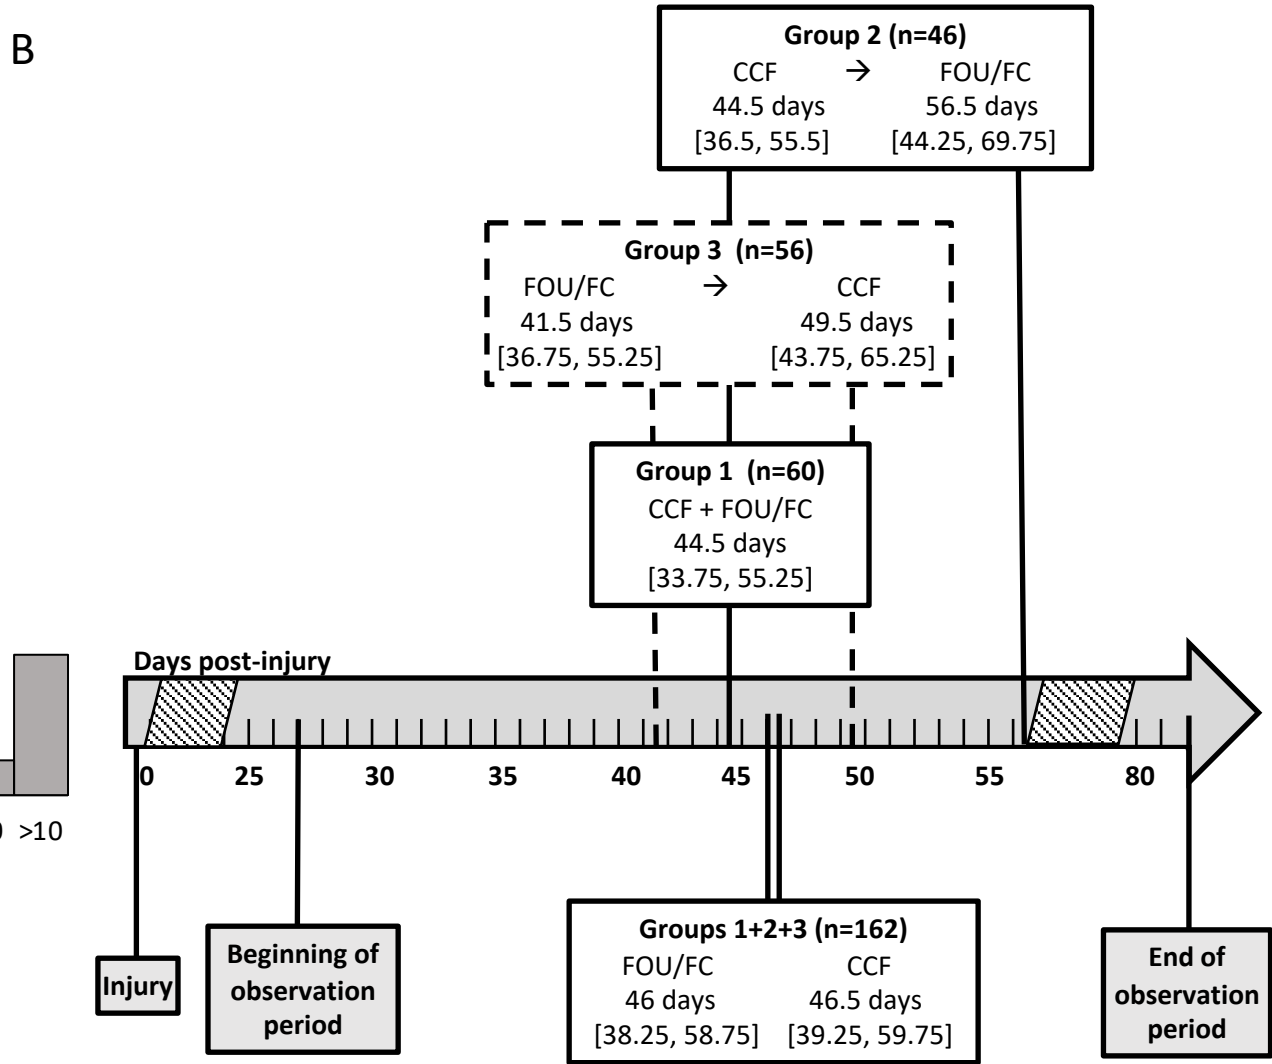 B
Group 2 (n=46)
CCF → FOU/FC
44.5 days 56.5 days
[36.5, 55.5] [44.25, 69.75]
Group 3 (n=56)
FOU/FC → CCF
41.5 days 49.5 days
[36.75, 55.25] [43.75, 65.25]
Group 1 (n=60)
CCF + FOU/FC
44.5 days
[33.75, 55.25]
Days post-injury
0 25 30 35 40 45 50 55 80
>10
Injury
Beginning of
observation
period
Groups 1+2+3 (n=162)
FOU/FC CCF
46 days 46.5 days
[38.25, 58.75] [39.25, 59.75]
End of
observation
period